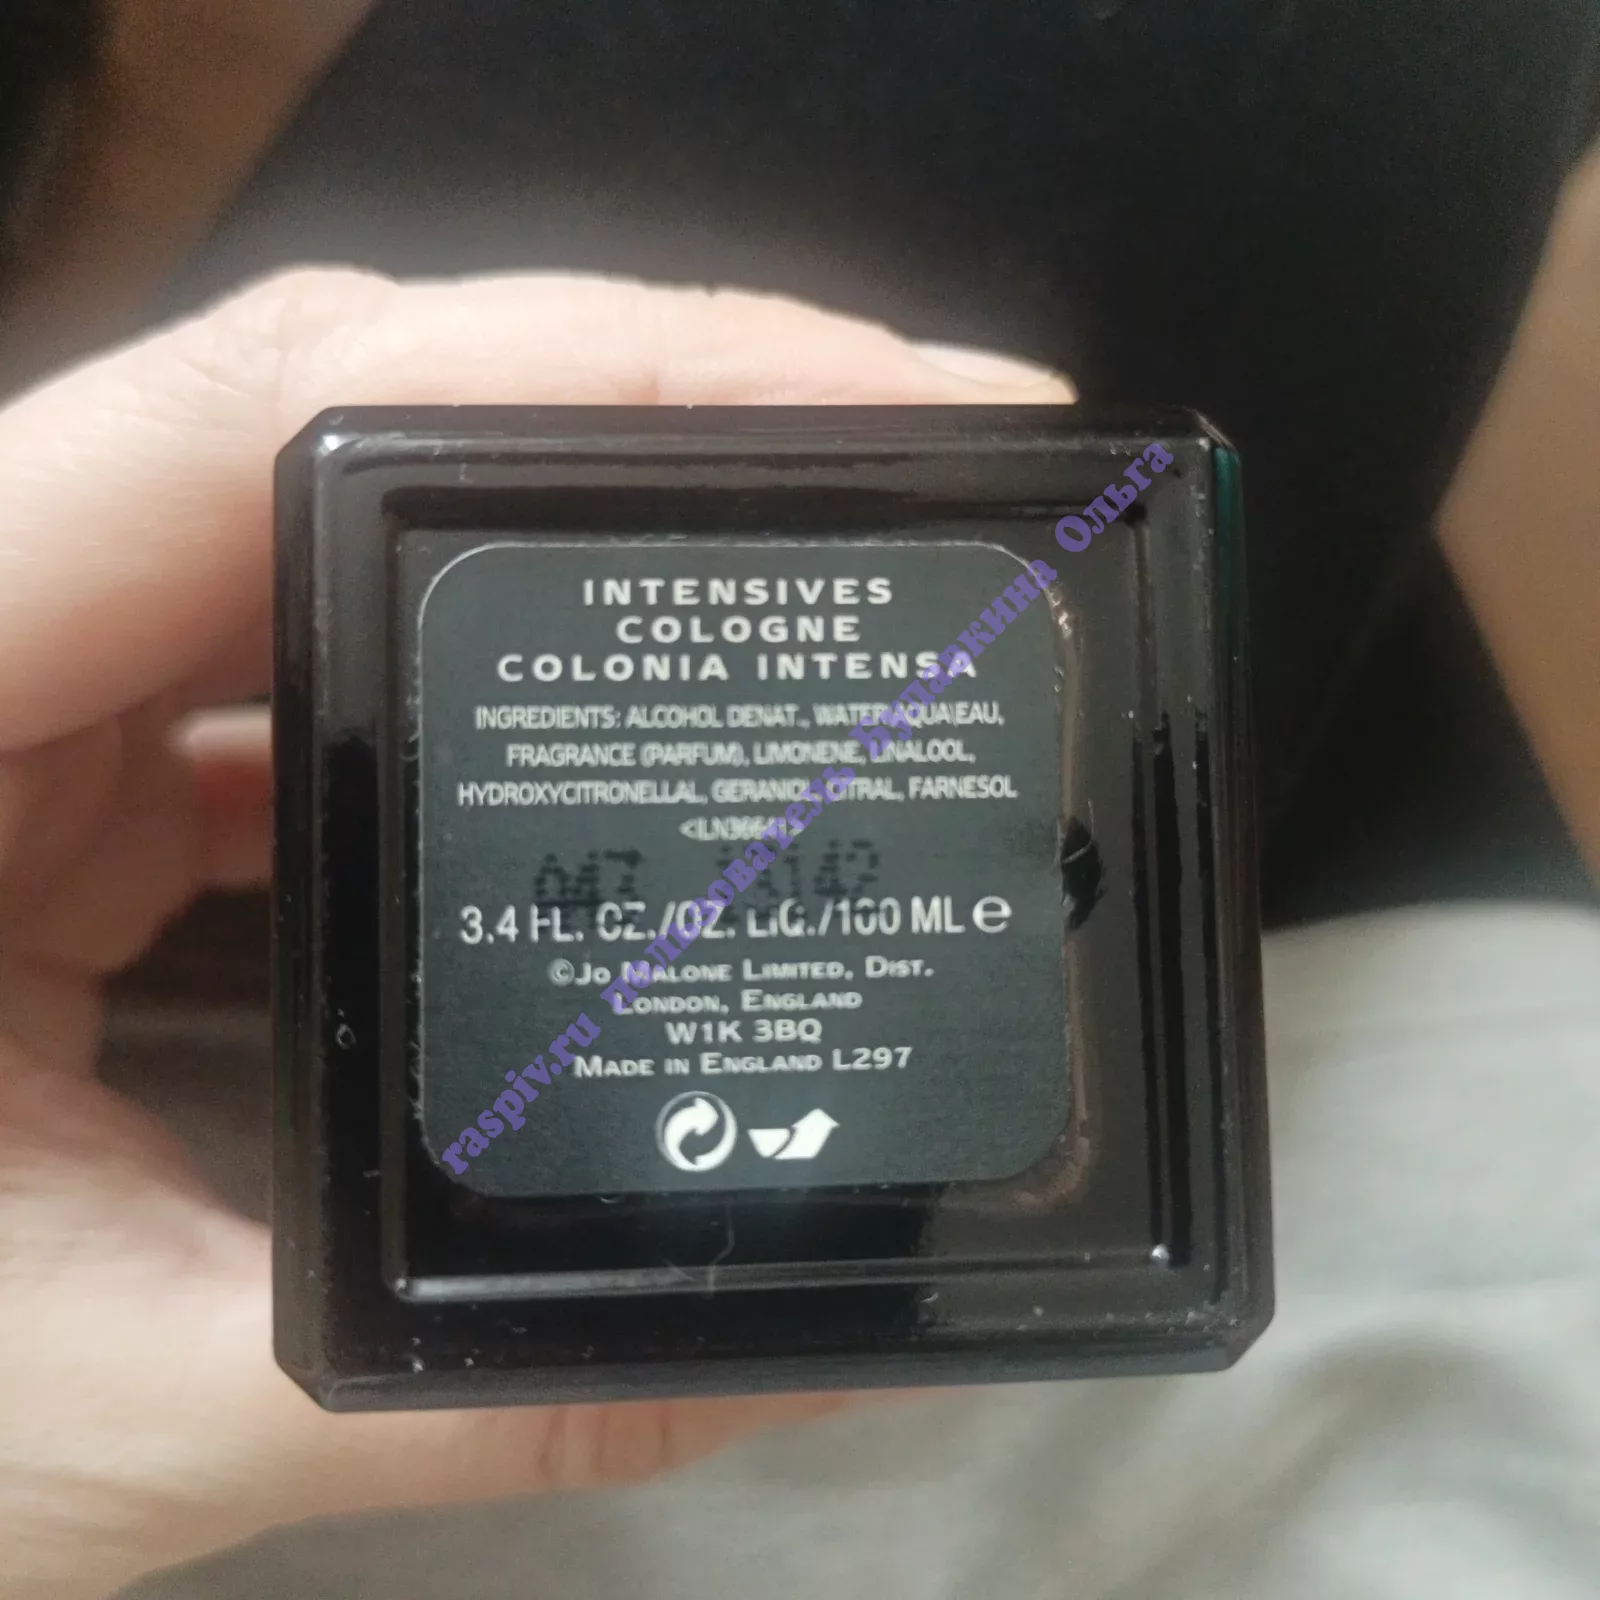 INTENSIVES
COLOGNE
COLONIA INTENSA
INGREDIENTS: ALCOHOL DENAT., WATER\AQUA\EAU,
FRAGRANCE (PARFUM), LIMONENE, LINALOOL,
HYDROXYCITRONELLAL, GERANIOL, CITRAL, FARNESOL
3.4 FL. OZ./OZ. LIQ./100 ML e
©Jo Malone Limited, Dist.
London, England
W1K 3BQ
Made in England L297
raspiv.ru пользователь Булавкина Ольга